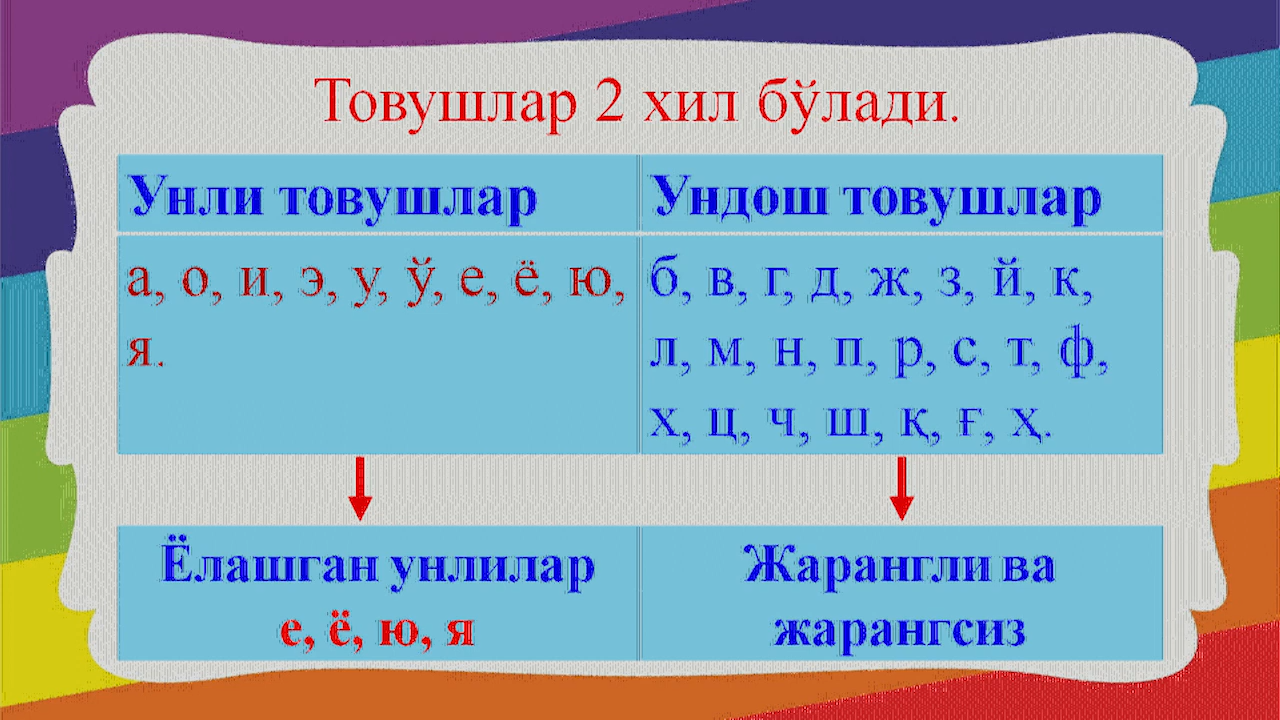 Товушлар 2 хил бўлади.
Унли товушлар
Ундош товушлар
а, о, и, э, у, ў, е, ё, ю,
я.
б, в, г, д, ж, з, й, к,
л, м, н, п, р, с, т, ф,
х, ц, ч, ш, қ, ғ, ҳ.
Ёлашган унлилар
е, ё, ю, я
Жарангли ва
жарангсиз